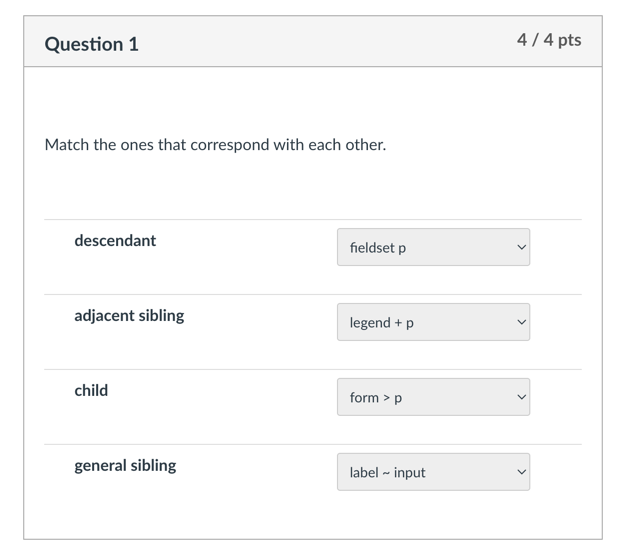 Question 1
4 / 4 pts
Match the ones that correspond with each other.
descendant
fieldset p
adjacent sibling
legend + p
child
form > p
general sibling
label ~ input